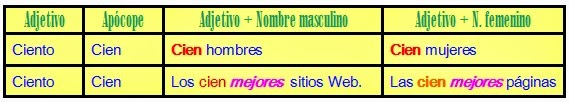 Adjetivo Apócope Adjetivo + Nombre masculino Adjetivo + N. femenino
Ciento Cien Cien hombres Cien mujeres
Ciento Cien Los cien mejores sitios Web. Las cien mejores páginas